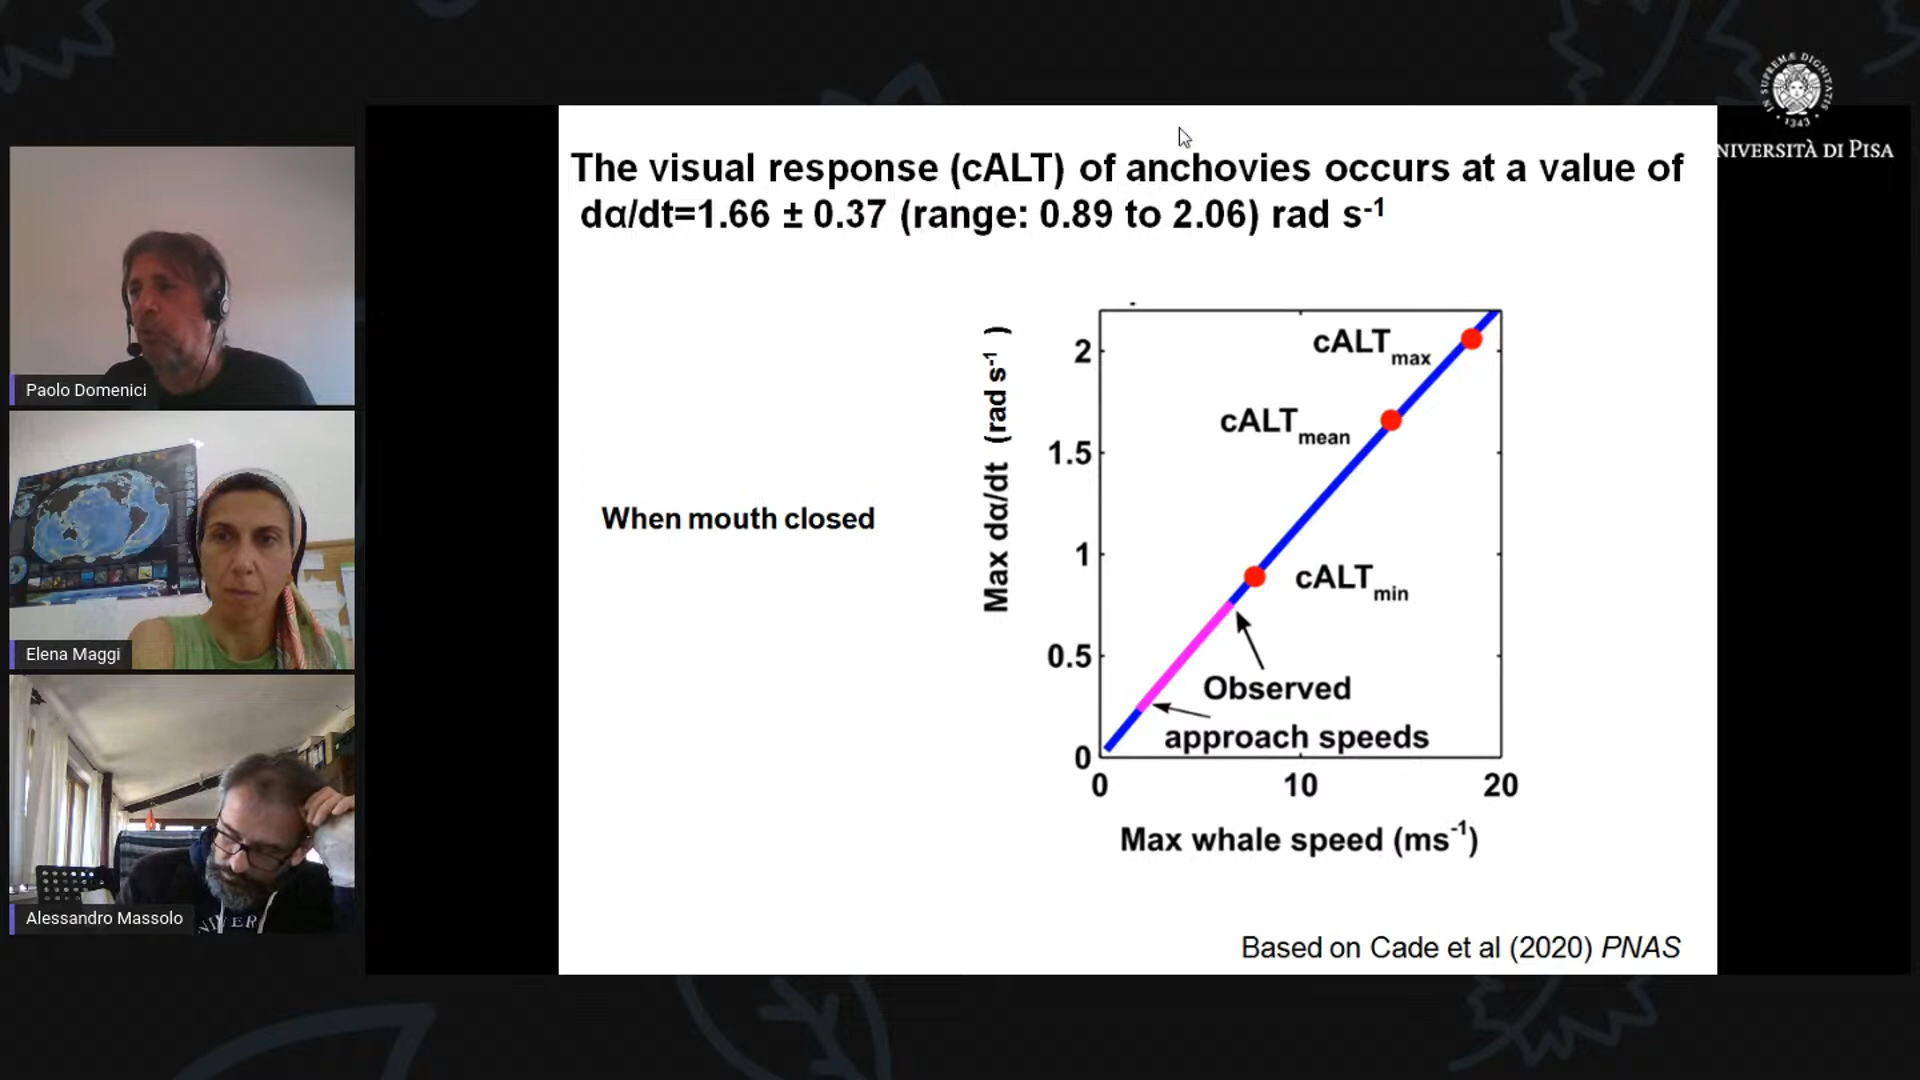 IN SUPREMÆ DIGNITATIS
• 1343 •
NIVERSITÀ DI PISA
The visual response (cALT) of anchovies occurs at a value of
dα/dt=1.66 ± 0.37 (range: 0.89 to 2.06) rad s-1
When mouth closed
Max dα/dt (rad s-1)
2
1.5
1
0.5
0
0
10
20
cALTmax
cALTmean
cALTmin
Observed
approach speeds
Max whale speed (ms-1)
Based on Cade et al (2020) PNAS
Paolo Domenici
Elena Maggi
Alessandro Massolo